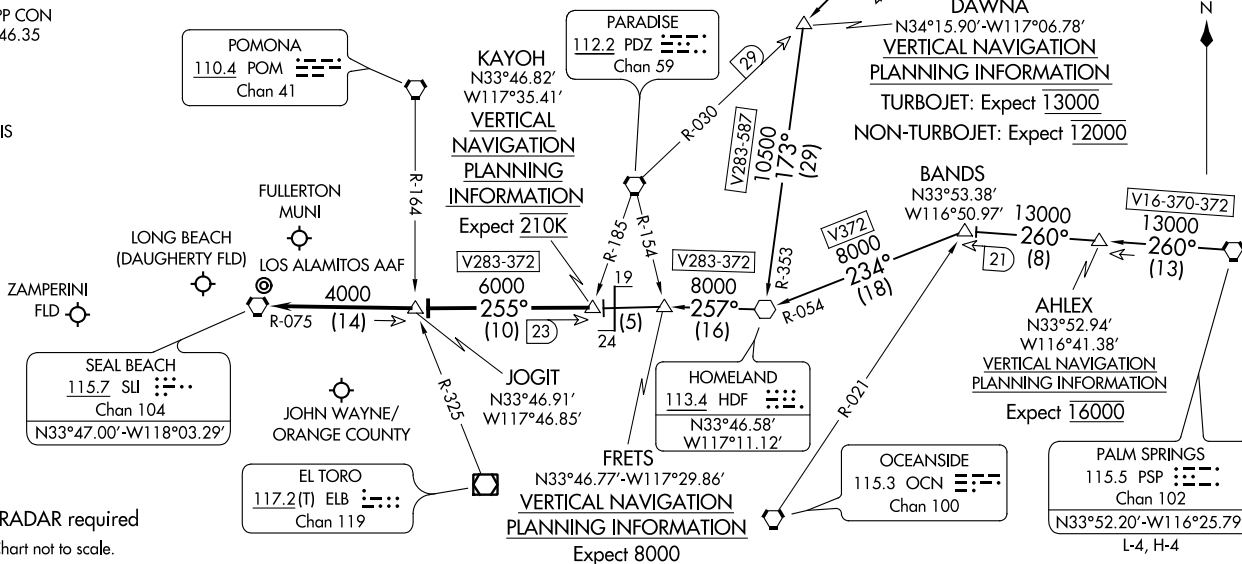 PP CON
46.35
IS
POMONA
110.4 POM
Chan 41
KAYOH
N33°46.82'
W117°35.41'
VERTICAL
NAVIGATION
PLANNING
INFORMATION
Expect 210K
PARADISE
112.2 PDZ
Chan 59
DAWNA
N34°15.90'-W117°06.78'
VERTICAL NAVIGATION
PLANNING INFORMATION
TURBOJET: Expect 13000
NON-TURBOJET: Expect 12000
N
29
R-030
V283-587
10500
173°
(29)
R-164
R-185
R-154
R-353
BANDS
N33°53.38'
W116°50.97'
V372
8000
234°
(18)
R-054
13000
260°
(8)
21
V16-370-372
13000
260°
(13)
FULLERTON
MUNI
LONG BEACH
(DAUGHERTY FLD)
LOS ALAMITOS AAF
ZAMPERINI
FLD
4000
(14)
R-075
V283-372
6000
255°
(10)
23
19
24
(5)
V283-372
8000
257°
(16)
AHLEX
N33°52.94'
W116°41.38'
VERTICAL NAVIGATION
PLANNING INFORMATION
Expect 16000
SEAL BEACH
115.7 SLI
Chan 104
N33°47.00'-W118°03.29'
JOHN WAYNE/
ORANGE COUNTY
R-325
JOGIT
N33°46.91'
W117°46.85'
HOMELAND
113.4 HDF
N33°46.58'
W117°11.12'
R-021
EL TORO
117.2(T) ELB
Chan 119
FRETS
N33°46.77'-W117°29.86'
VERTICAL NAVIGATION
PLANNING INFORMATION
Expect 8000
OCEANSIDE
115.3 OCN
Chan 100
PALM SPRINGS
115.5 PSP
Chan 102
N33°52.20'-W116°25.79
L-4, H-4
RADAR required
Chart not to scale.